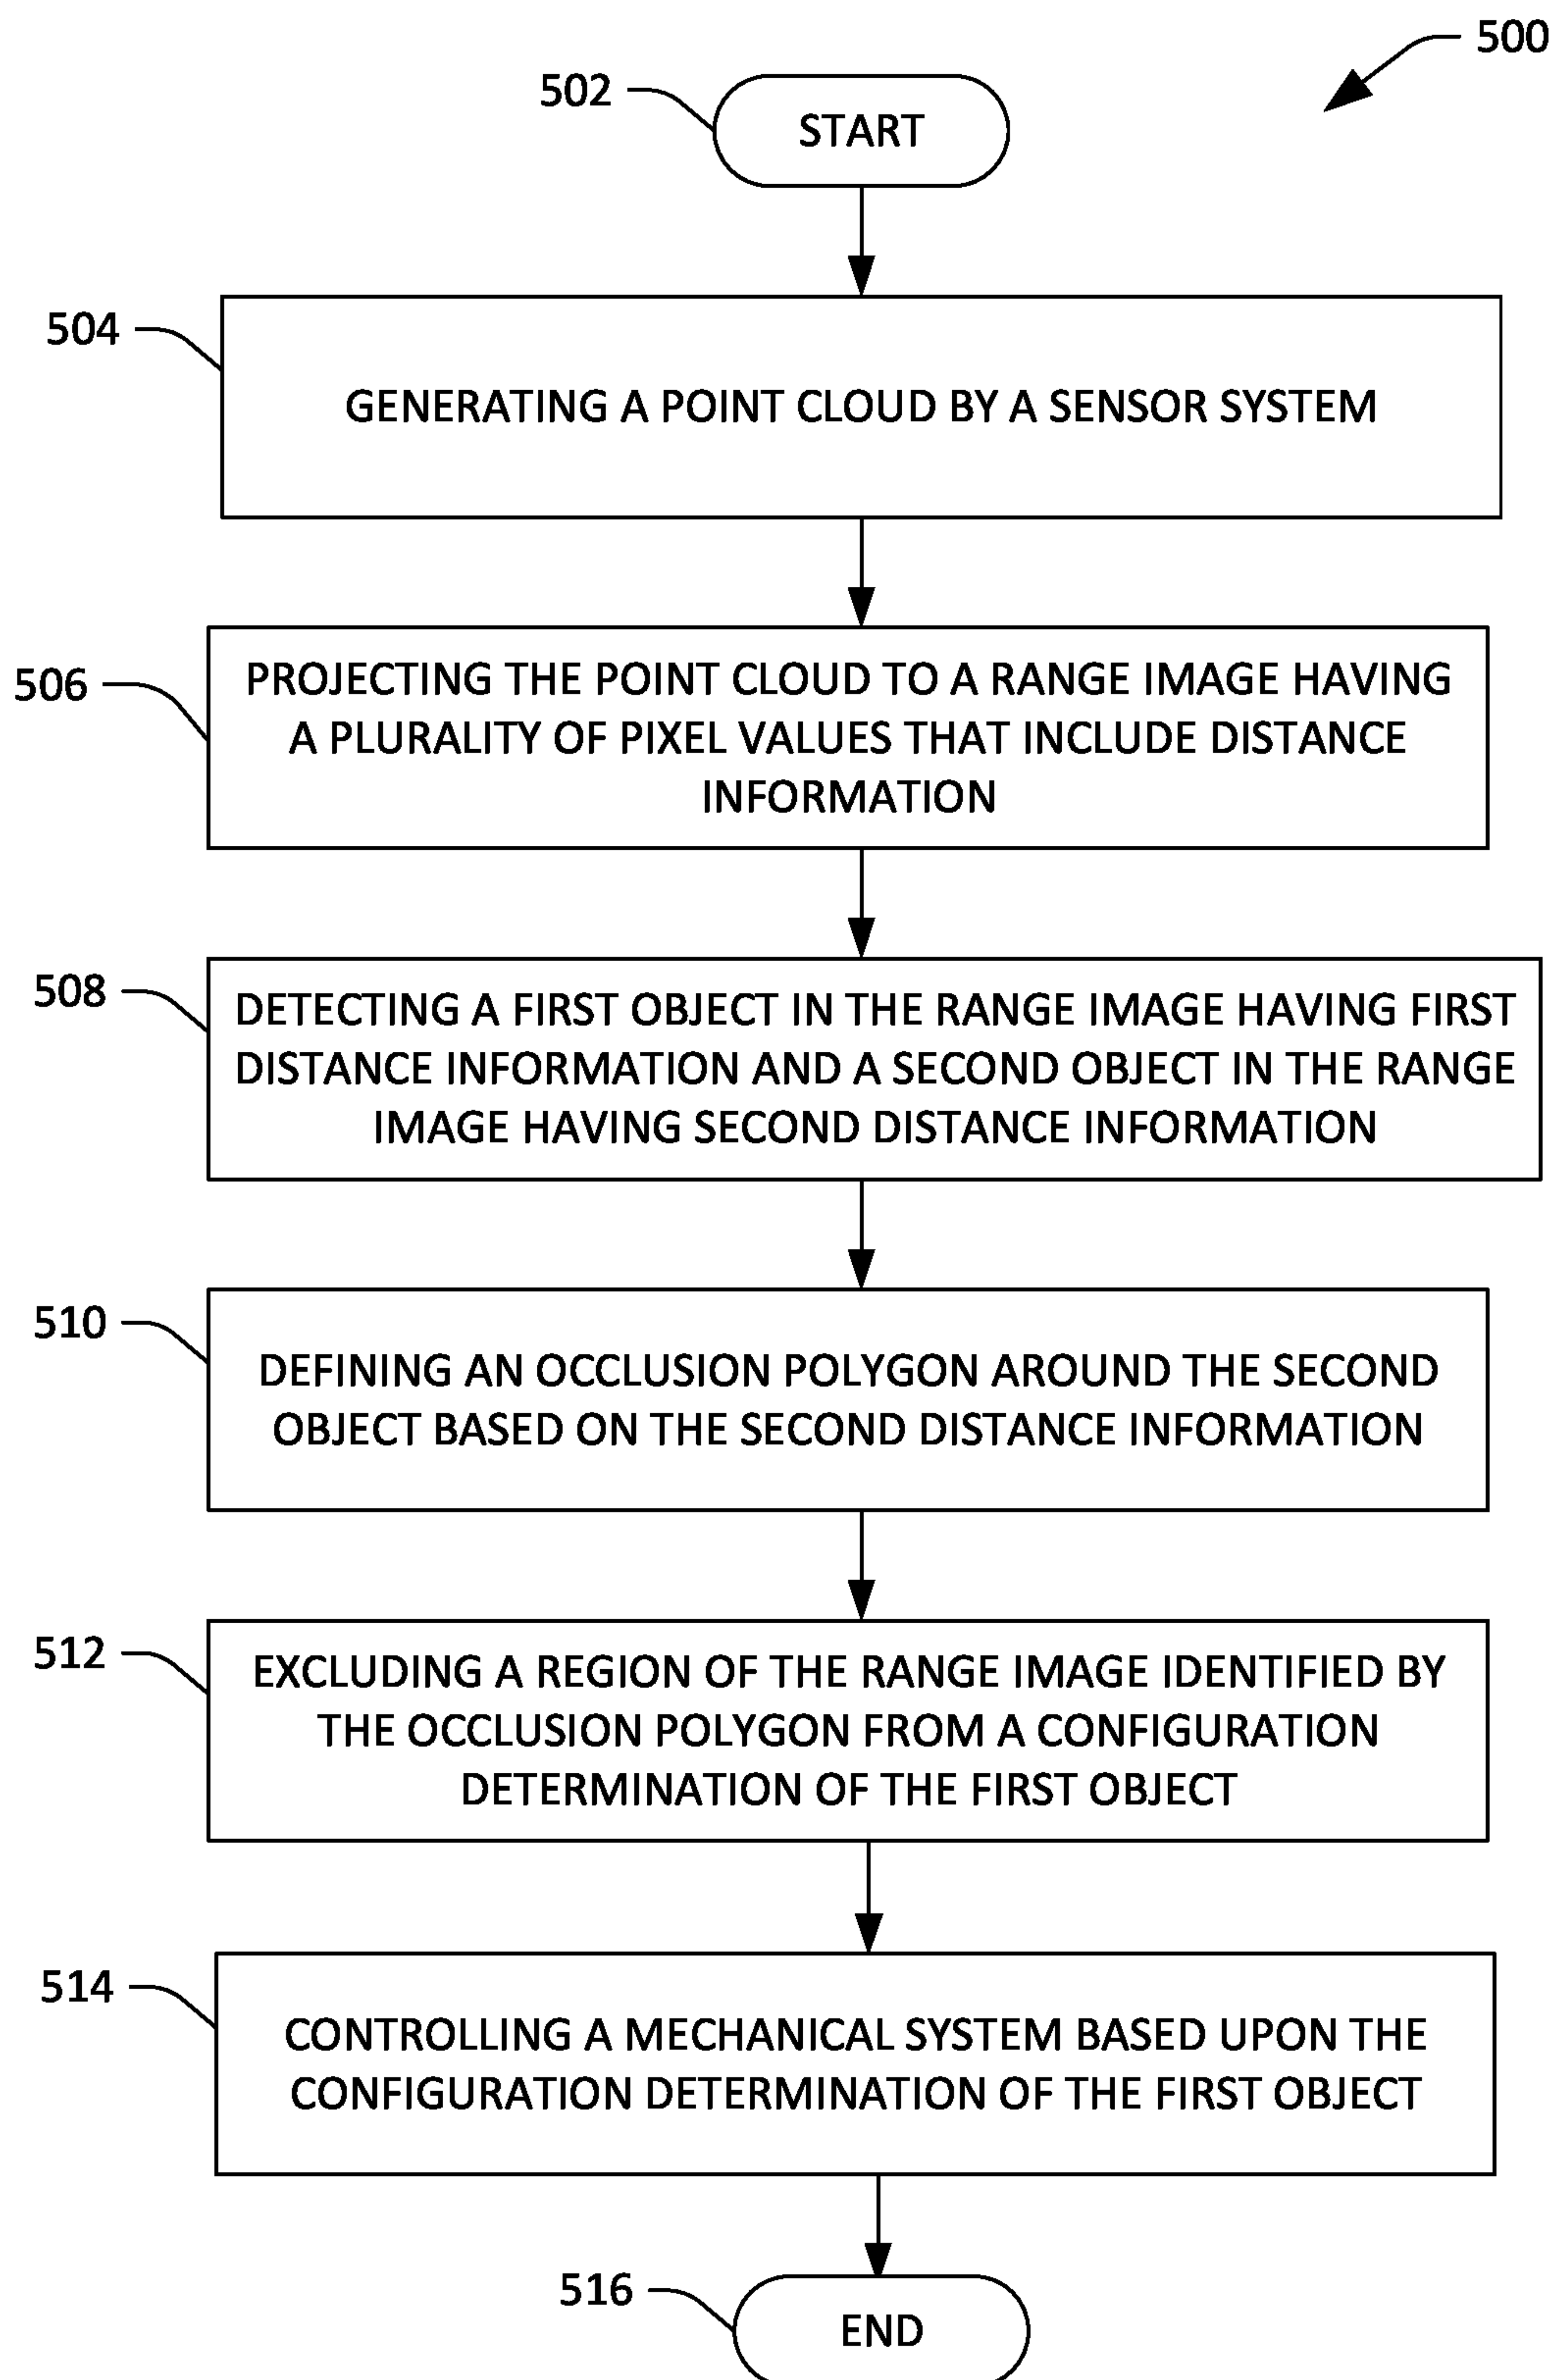 500
502
START
504
GENERATING A POINT CLOUD BY A SENSOR SYSTEM
506
PROJECTING THE POINT CLOUD TO A RANGE IMAGE HAVING
A PLURALITY OF PIXEL VALUES THAT INCLUDE DISTANCE
INFORMATION
508
DETECTING A FIRST OBJECT IN THE RANGE IMAGE HAVING FIRST
DISTANCE INFORMATION AND A SECOND OBJECT IN THE RANGE
IMAGE HAVING SECOND DISTANCE INFORMATION
510
DEFINING AN OCCLUSION POLYGON AROUND THE SECOND
OBJECT BASED ON THE SECOND DISTANCE INFORMATION
512
EXCLUDING A REGION OF THE RANGE IMAGE IDENTIFIED BY
THE OCCLUSION POLYGON FROM A CONFIGURATION
DETERMINATION OF THE FIRST OBJECT
514
CONTROLLING A MECHANICAL SYSTEM BASED UPON THE
CONFIGURATION DETERMINATION OF THE FIRST OBJECT
516
END